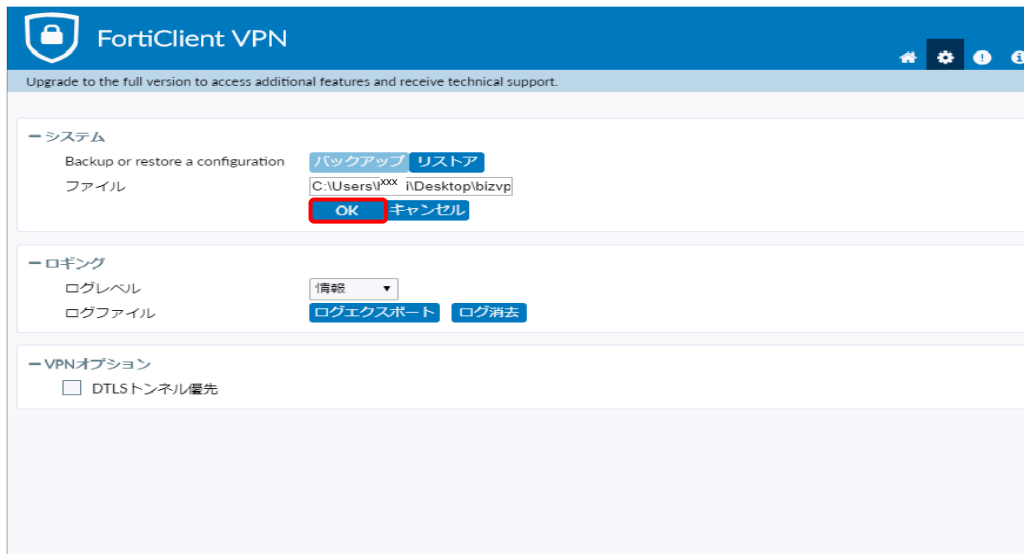 FortiClient VPN
Upgrade to the full version to access additional features and receive technical support.
システム
Backup or restore a configuration バックアップ リストア
ファイル C:\Users\lxxx i\Desktop\bizvp
OK キャンセル
ロギング
ログレベル 情報
ログファイル ログエクスポート ログ消去
VPNオプション
DTLSトンネル優先